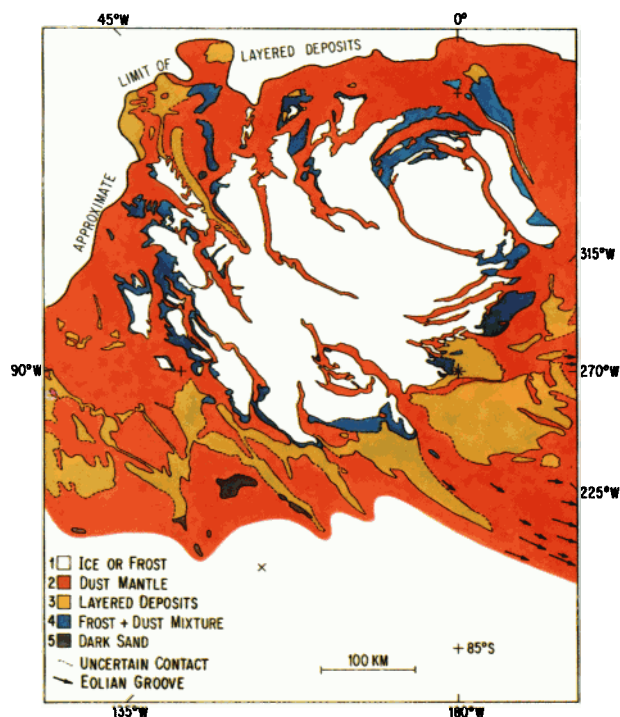 45°W 0°
LIMIT OF LAYERED DEPOSITS
APPROXIMATE
315°W
90°W 270°W
225°W
1 ICE OR FROST
2 DUST MANTLE
3 LAYERED DEPOSITS
4 FROST + DUST MIXTURE
5 DARK SAND
UNCERTAIN CONTACT
EOLIAN GROOVE
+ 85°S
100 KM
135°W 180°W